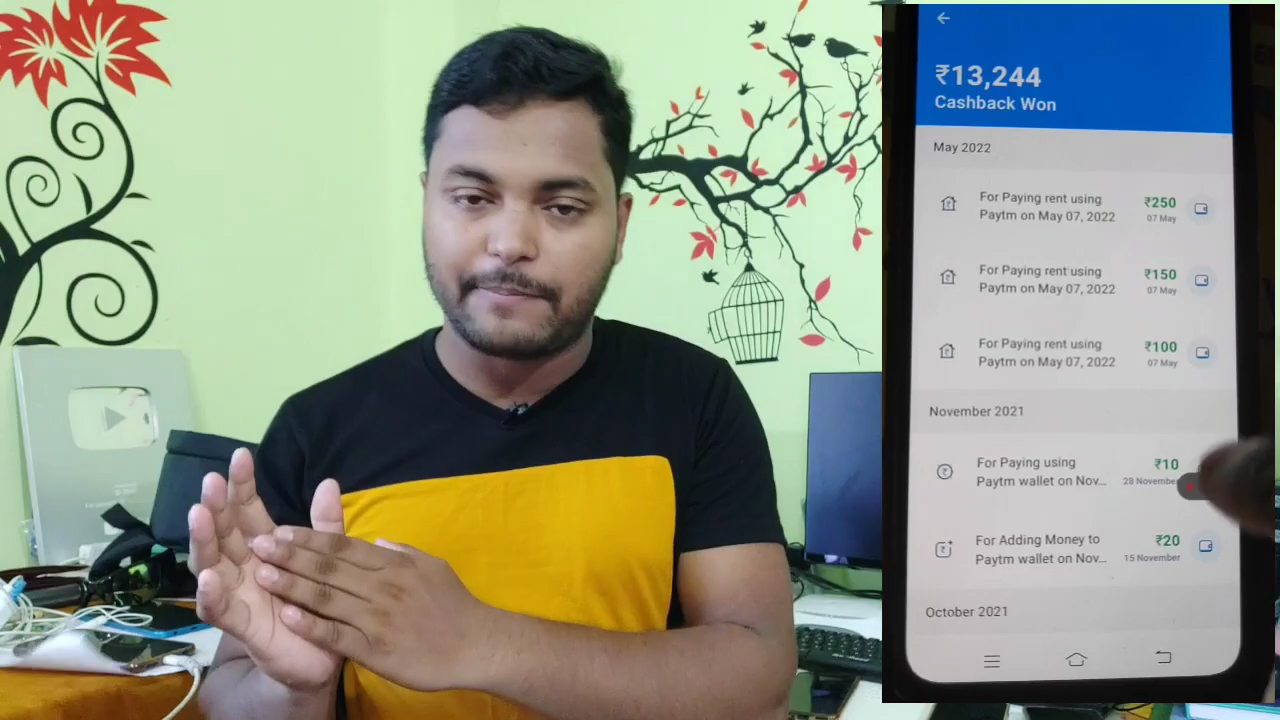 ₹13,244
Cashback Won
May 2022
For Paying rent using
Paytm on May 07, 2022
₹250
07 May
For Paying rent using
Paytm on May 07, 2022
₹150
07 May
For Paying rent using
Paytm on May 07, 2022
₹100
07 May
November 2021
For Paying using
Paytm wallet on Nov...
₹10
28 November
For Adding Money to
Paytm wallet on Nov...
₹20
15 November
October 2021